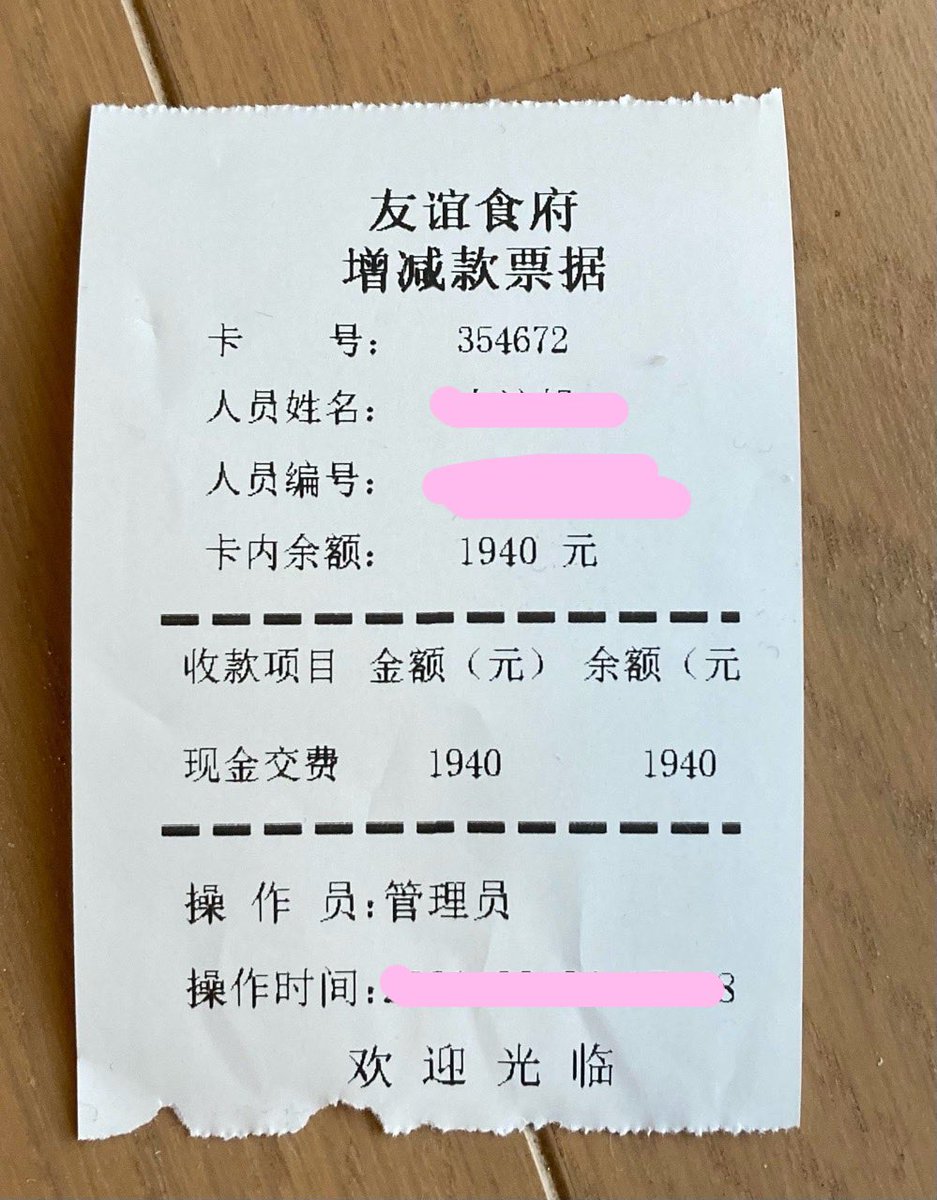 友谊食府
增减款票据
卡 号： 354672
人员姓名：
人员编号：
卡内余额： 1940 元
收款项目 金额（元） 余额（元
现金交费 1940 1940
操 作 员:管理员
操作时间: 8
欢 迎 光 临